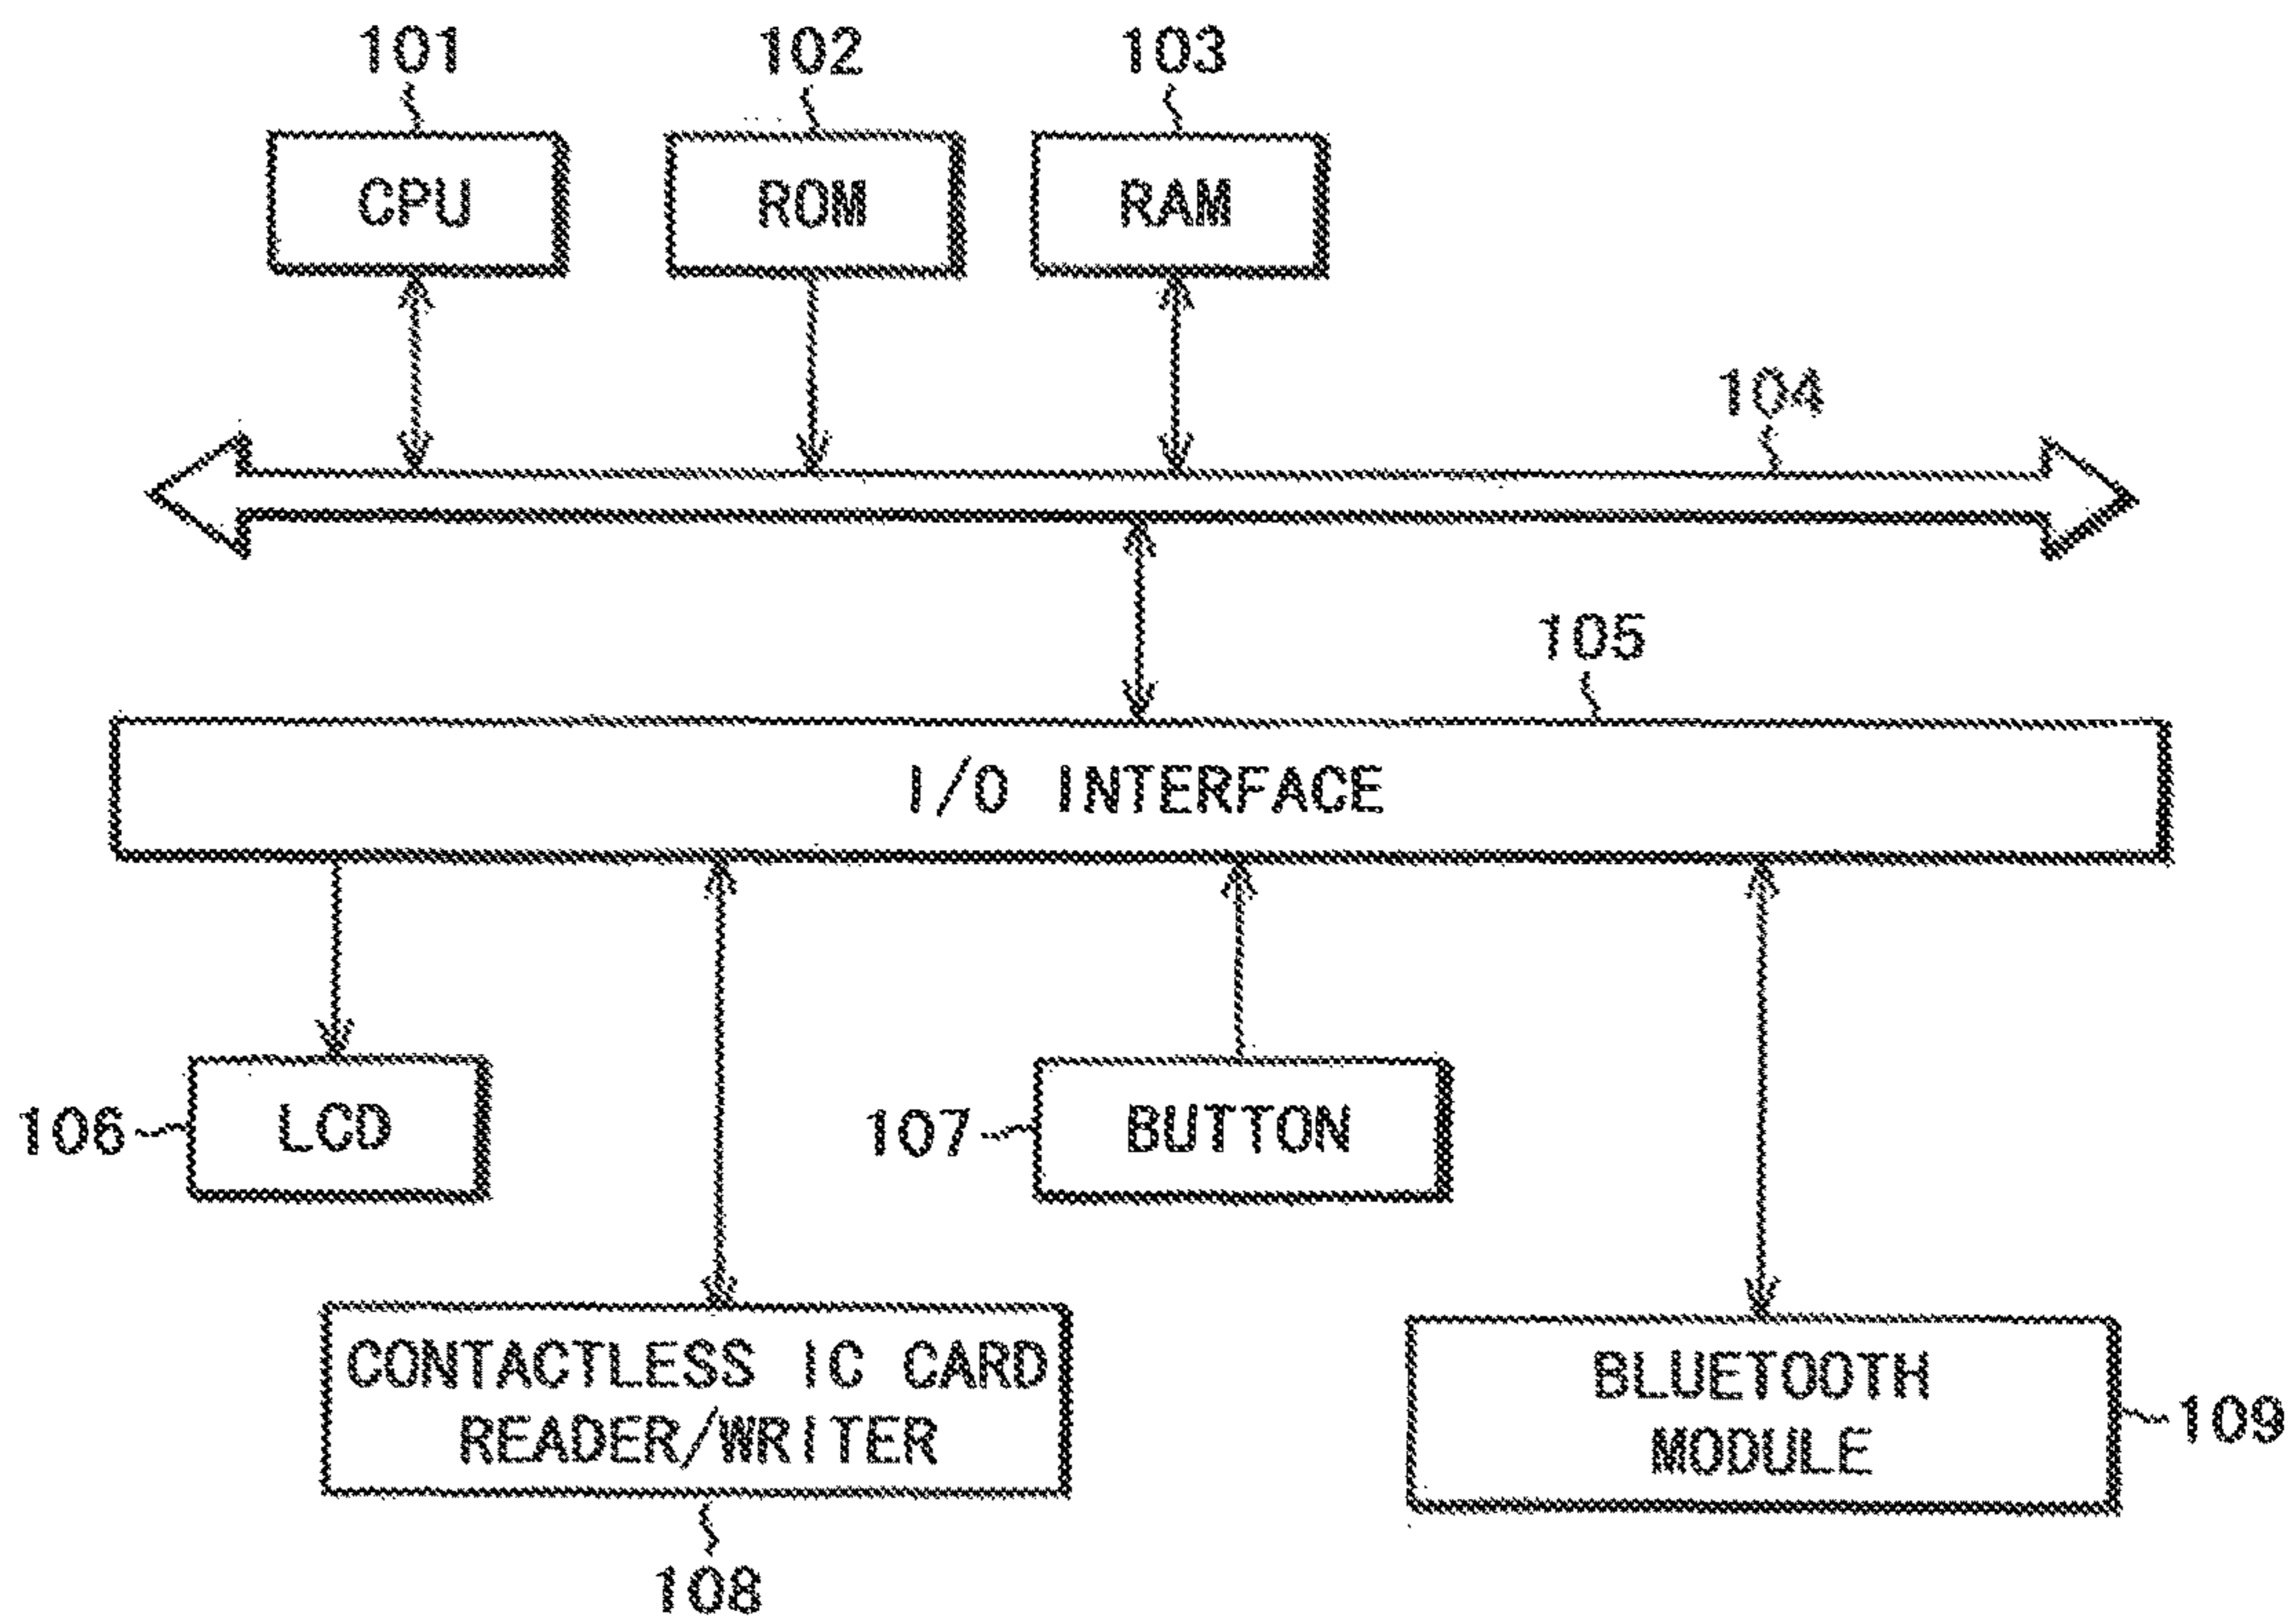 101
102
103
CPU
ROM
RAM
104
105
I/O INTERFACE
106
LCD
107
BUTTON
CONTACTLESS IC CARD
READER/WRITER
108
BLUETOOTH
MODULE
109